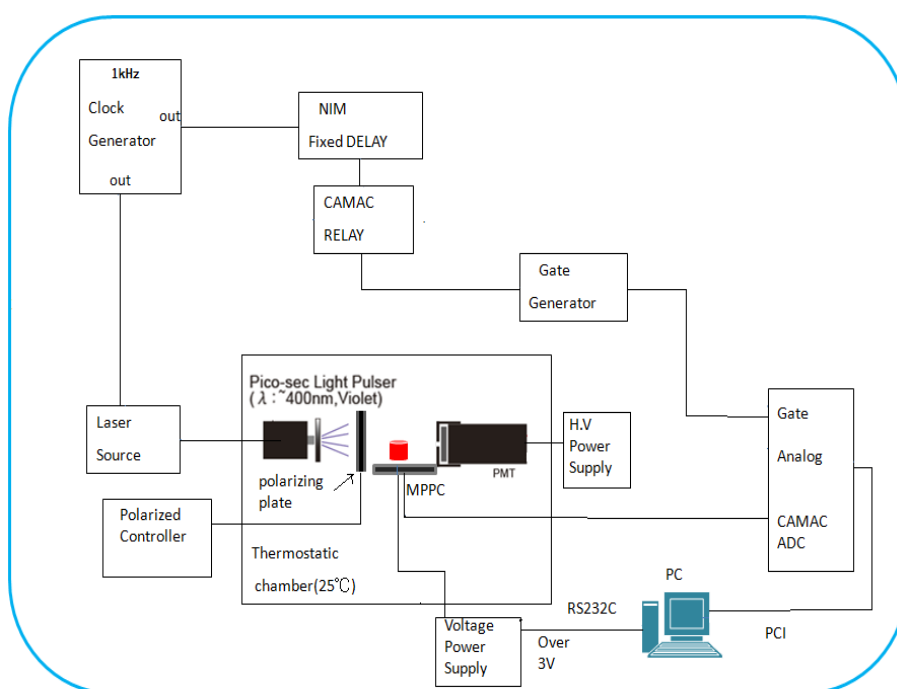 1kHz
Clock
out
Generator
out
NIM
Fixed DELAY
CAMAC
RELAY
Gate
Generator
Pico-sec Light Pulser
(λ:~400nm,Violet)
Laser
Source
polarizing
plate
MPPC
PMT
H.V
Power
Supply
Gate
Analog
CAMAC
ADC
Polarized
Controller
Thermostatic
chamber(25℃)
Voltage
Power
Supply
RS232C
Over
3V
PC
PCI